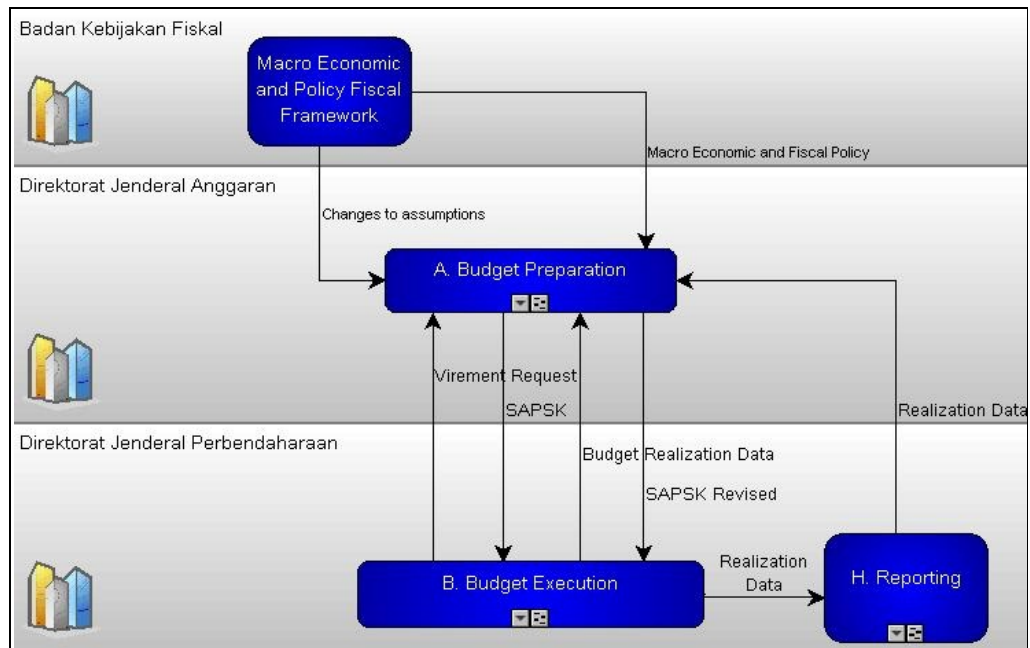 Badan Kebijakan Fiskal
Macro Economic
and Policy Fiscal
Framework
Macro Economic and Fiscal Policy
Direktorat Jenderal Anggaran
Changes to assumptions
A. Budget Preparation
Virement Request
SAPSK
Realization Data
Direktorat Jenderal Perbendaharaan
Budget Realization Data
SAPSK Revised
B. Budget Execution
Realization
Data
H. Reporting